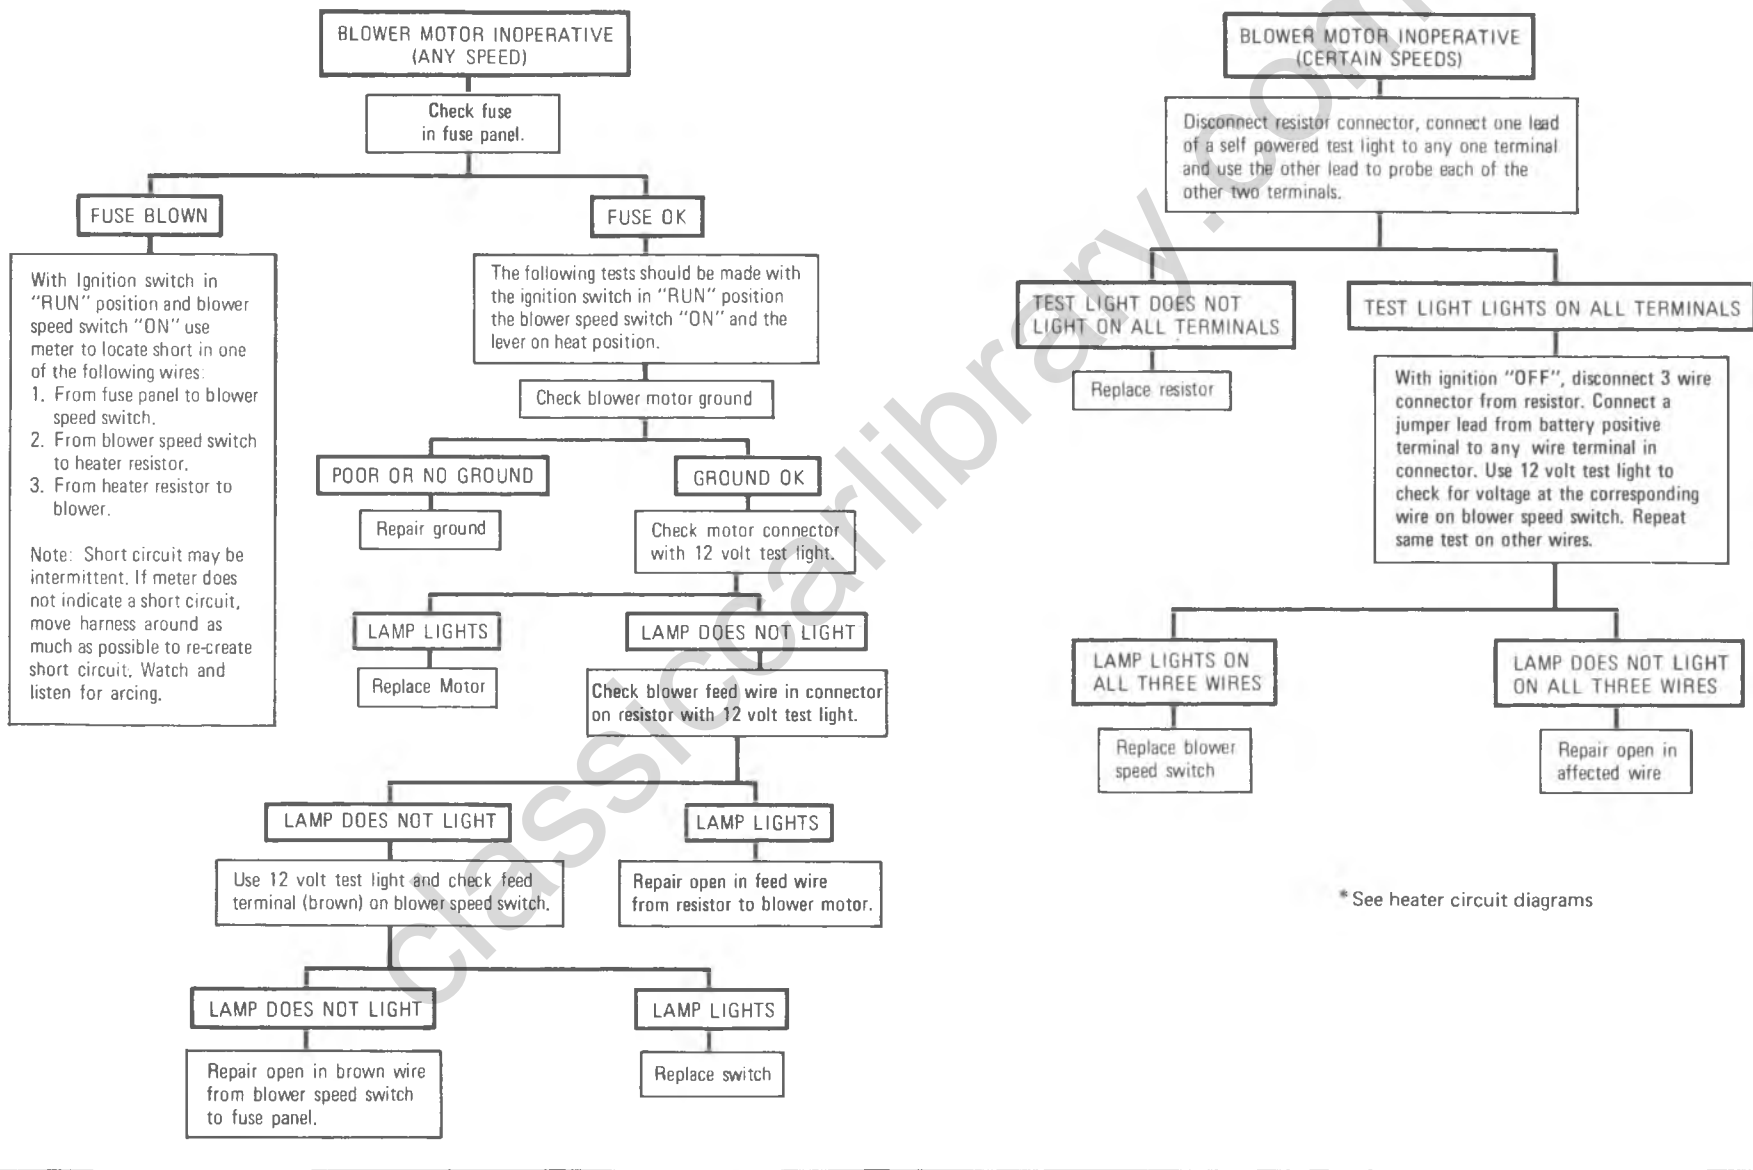 BLOWER MOTOR INOPERATIVE
(ANY SPEED)
Check fuse
in fuse panel.
FUSE BLOWN
With Ignition switch in
"RUN" position and blower
speed switch "ON" use
meter to locate short in one
of the following wires:
1. From fuse panel to blower
speed switch.
2. From blower speed switch
to heater resistor.
3. From heater resistor to
blower.
Note: Short circuit may be
intermittent. If meter does
not indicate a short circuit,
move harness around as
much as possible to re-create
short circuit. Watch and
listen for arcing.
FUSE OK
The following tests should be made with
the ignition switch in "RUN" position
the blower speed switch "ON" and the
lever on heat position.
Check blower motor ground
POOR OR NO GROUND
Repair ground
GROUND OK
Check motor connector
with 12 volt test light.
LAMP LIGHTS
Replace Motor
LAMP DOES NOT LIGHT
Check blower feed wire in connector
on resistor with 12 volt test light.
LAMP DOES NOT LIGHT
Use 12 volt test light and check feed
terminal (brown) on blower speed switch.
LAMP LIGHTS
Repair open in feed wire
from resistor to blower motor.
LAMP DOES NOT LIGHT
Repair open in brown wire
from blower speed switch
to fuse panel.
LAMP LIGHTS
Replace switch
BLOWER MOTOR INOPERATIVE
(CERTAIN SPEEDS)
Disconnect resistor connector, connect one lead
of a self powered test light to any one terminal
and use the other lead to probe each of the
other two terminals.
TEST LIGHT DOES NOT
LIGHT ON ALL TERMINALS
Replace resistor
TEST LIGHT LIGHTS ON ALL TERMINALS
With ignition "OFF", disconnect 3 wire
connector from resistor. Connect a
jumper lead from battery positive
terminal to any wire terminal in
connector. Use 12 volt test light to
check for voltage at the corresponding
wire on blower speed switch. Repeat
same test on other wires.
LAMP LIGHTS ON
ALL THREE WIRES
Replace blower
speed switch
LAMP DOES NOT LIGHT
ON ALL THREE WIRES
Repair open in
affected wire
* See heater circuit diagrams
classiccarlibrary.com